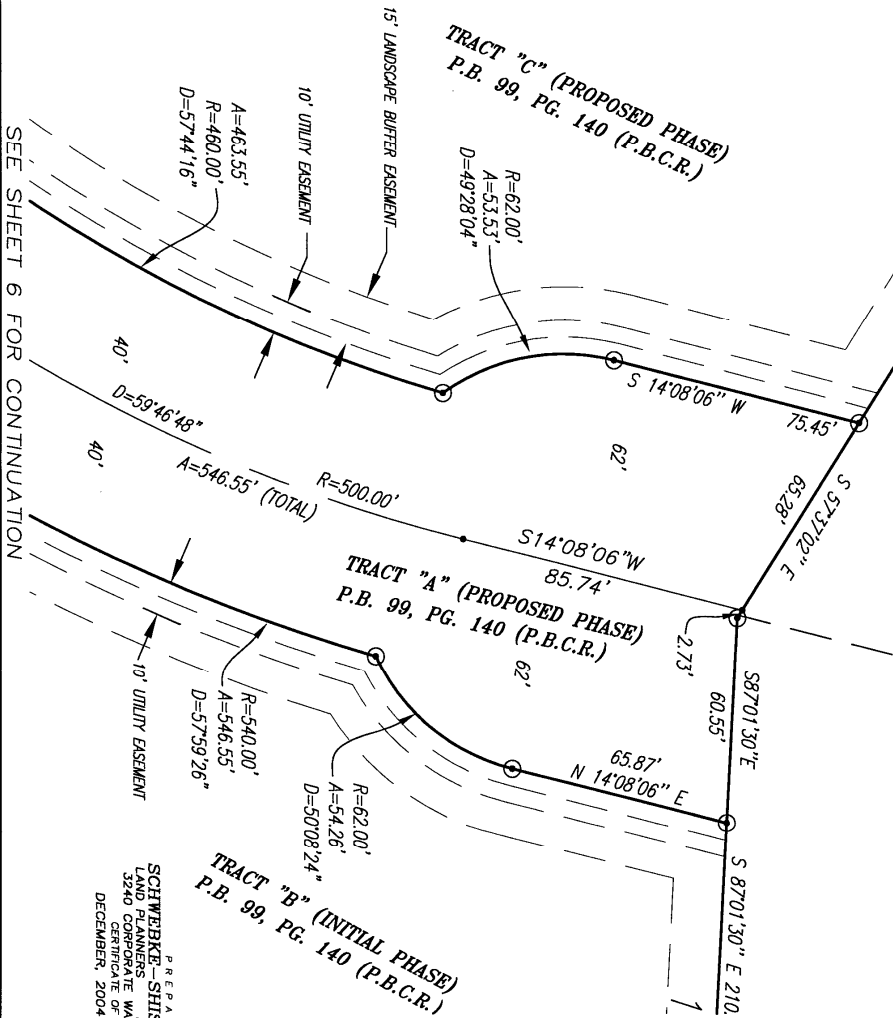 TRACT "C" (PROPOSED PHASE)
P.B. 99, PG. 140 (P.B.C.R.)
15' LANDSCAPE BUFFER EASEMENT
10' UTILITY EASEMENT
A=463.55'
R=460.00'
D=57°44'16"
R=62.00'
A=53.53'
D=49°28'04"
S 14°08'06" W
75.45'
S 57°37'02" E
65.28'
62'
40'
D=59°46'48"
40'
A=546.55' (TOTAL)
R=500.00'
S14°08'06"W
85.74'
TRACT "A" (PROPOSED PHASE)
P.B. 99, PG. 140 (P.B.C.R.)
62'
2.73'
S87°01'30"E
60.55'
65.87'
N 14°08'06" E
S 87°01'30" E 210.
10' UTILITY EASEMENT
R=540.00'
A=546.55'
D=57°59'26"
R=62.00'
A=54.26'
D=50°08'24"
TRACT "B" (INITIAL PHASE)
P.B. 99, PG. 140 (P.B.C.R.)
1
SEE SHEET 6 FOR CONTINUATION
P R E P A
SCHWEBKE-SHIS
LAND PLANNERS
3240 CORPORATE WA
CERTIFICATE OF
DECEMBER, 2004